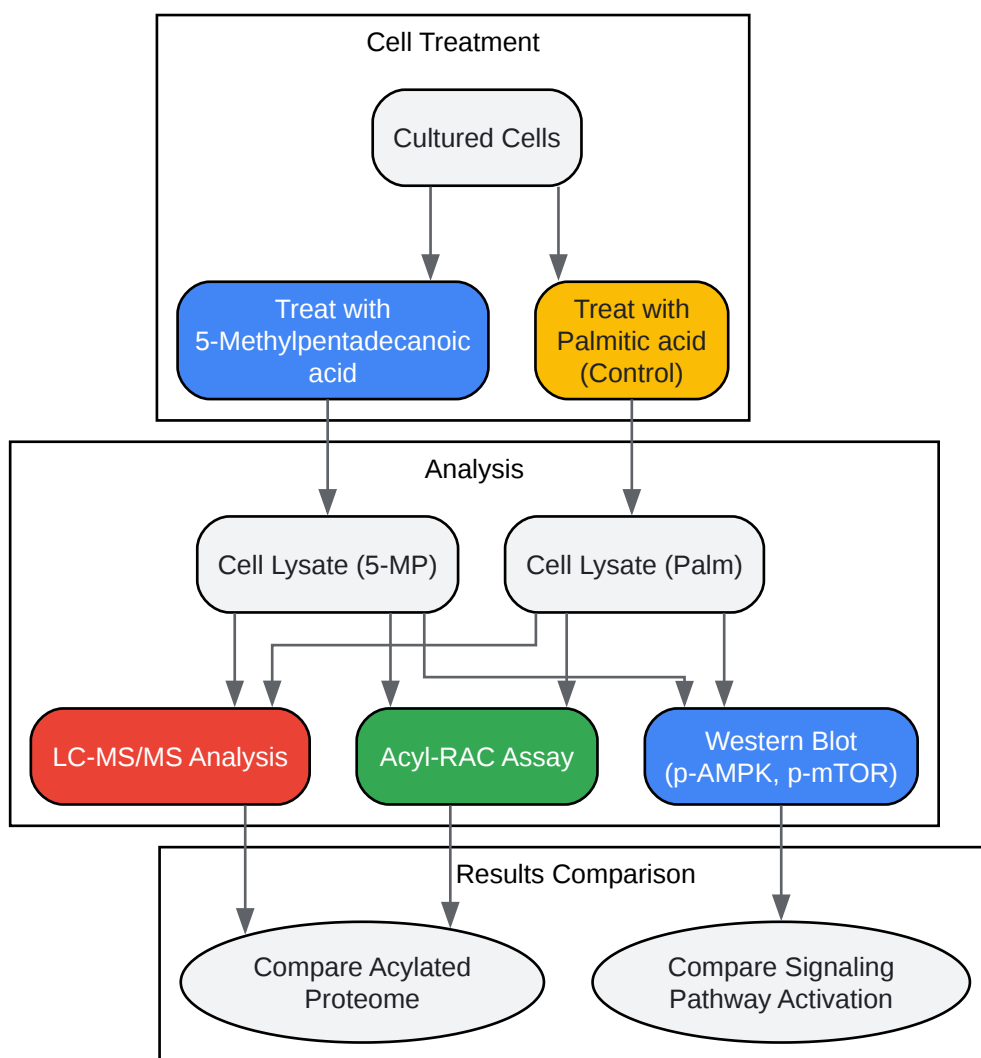 Cell Treatment
Cultured Cells
Treat with
5-Methylpentadecanoic
acid
Treat with
Palmitic acid
(Control)
Analysis
Cell Lysate (5-MP)
Cell Lysate (Palm)
LC-MS/MS Analysis
Acyl-RAC Assay
Western Blot
(p-AMPK, p-mTOR)
Results Comparison
Compare Acylated
Proteome
Compare Signaling
Pathway Activation